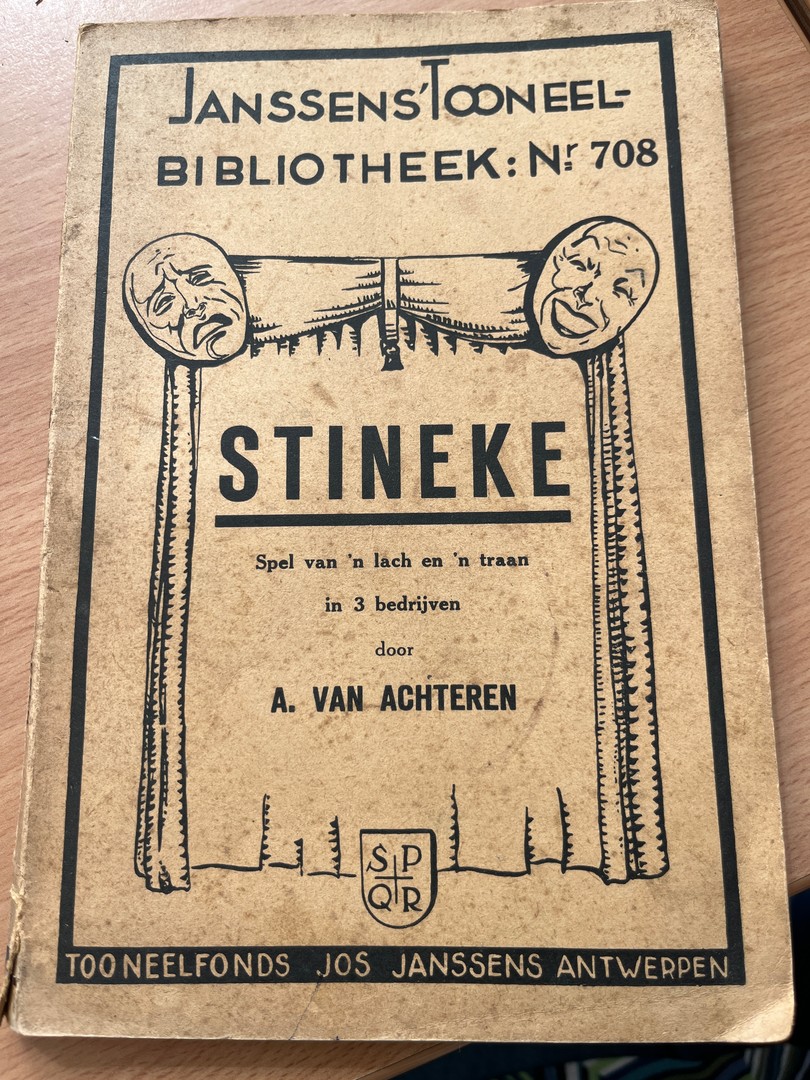 JANSSENS' TOONEEL-
BIBLIOTHEEK: Nr 708
STINEKE
Spel van 'n lach en 'n traan
in 3 bedrijven
door
A. VAN ACHTEREN
S P
Q R
TOONEELFONDS JOS JANSSENS ANTWERPEN